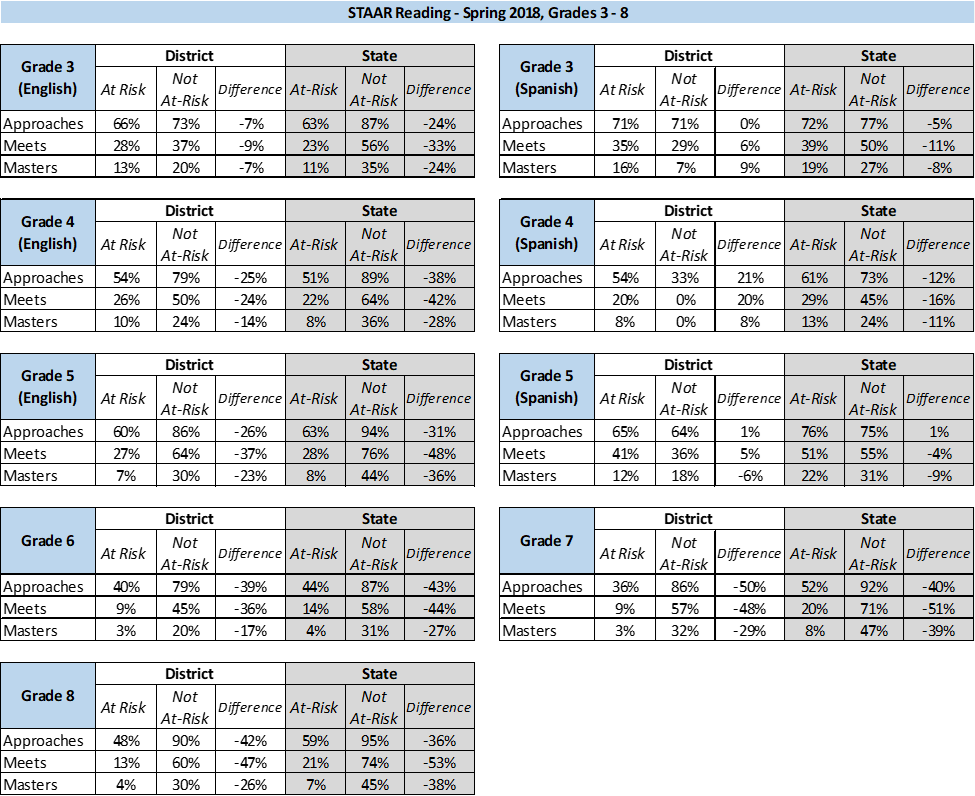 STAAR Reading - Spring 2018, Grades 3 - 8
Grade 3 (English) District State
At Risk Not At-Risk Difference At-Risk Not At-Risk Difference
Approaches 66% 73% -7% 63% 87% -24%
Meets 28% 37% -9% 23% 56% -33%
Masters 13% 20% -7% 11% 35% -24%
Grade 3 (Spanish) District State
At Risk Not At-Risk Difference At-Risk Not At-Risk Difference
Approaches 71% 71% 0% 72% 77% -5%
Meets 35% 29% 6% 39% 50% -11%
Masters 16% 7% 9% 19% 27% -8%
Grade 4 (English) District State
At Risk Not At-Risk Difference At-Risk Not At-Risk Difference
Approaches 54% 79% -25% 51% 89% -38%
Meets 26% 50% -24% 22% 64% -42%
Masters 10% 24% -14% 8% 36% -28%
Grade 4 (Spanish) District State
At Risk Not At-Risk Difference At-Risk Not At-Risk Difference
Approaches 54% 33% 21% 61% 73% -12%
Meets 20% 0% 20% 29% 45% -16%
Masters 8% 0% 8% 13% 24% -11%
Grade 5 (English) District State
At Risk Not At-Risk Difference At-Risk Not At-Risk Difference
Approaches 60% 86% -26% 63% 94% -31%
Meets 27% 64% -37% 28% 76% -48%
Masters 7% 30% -23% 8% 44% -36%
Grade 5 (Spanish) District State
At Risk Not At-Risk Difference At-Risk Not At-Risk Difference
Approaches 65% 64% 1% 76% 75% 1%
Meets 41% 36% 5% 51% 55% -4%
Masters 12% 18% -6% 22% 31% -9%
Grade 6 District State
At Risk Not At-Risk Difference At-Risk Not At-Risk Difference
Approaches 40% 79% -39% 44% 87% -43%
Meets 9% 45% -36% 14% 58% -44%
Masters 3% 20% -17% 4% 31% -27%
Grade 7 District State
At Risk Not At-Risk Difference At-Risk Not At-Risk Difference
Approaches 36% 86% -50% 52% 92% -40%
Meets 9% 57% -48% 20% 71% -51%
Masters 3% 32% -29% 8% 47% -39%
Grade 8 District State
At Risk Not At-Risk Difference At-Risk Not At-Risk Difference
Approaches 48% 90% -42% 59% 95% -36%
Meets 13% 60% -47% 21% 74% -53%
Masters 4% 30% -26% 7% 45% -38%